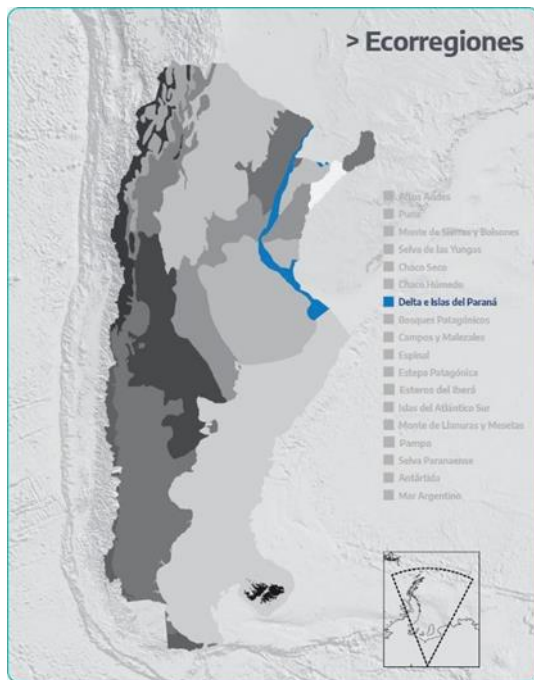 > Ecorregiones
Altos Andes
Puna
Monte de Sierras y Bolsones
Selva de las Yungas
Chaco Seco
Chaco Húmedo
Delta e Islas del Paraná
Bosques Patagónicos
Campos y Malezales
Espinal
Estepa Patagónica
Esteros del Iberá
Islas del Atlántico Sur
Monte de Llanuras y Mesetas
Pampa
Selva Paranaense
Antártida
Mar Argentino